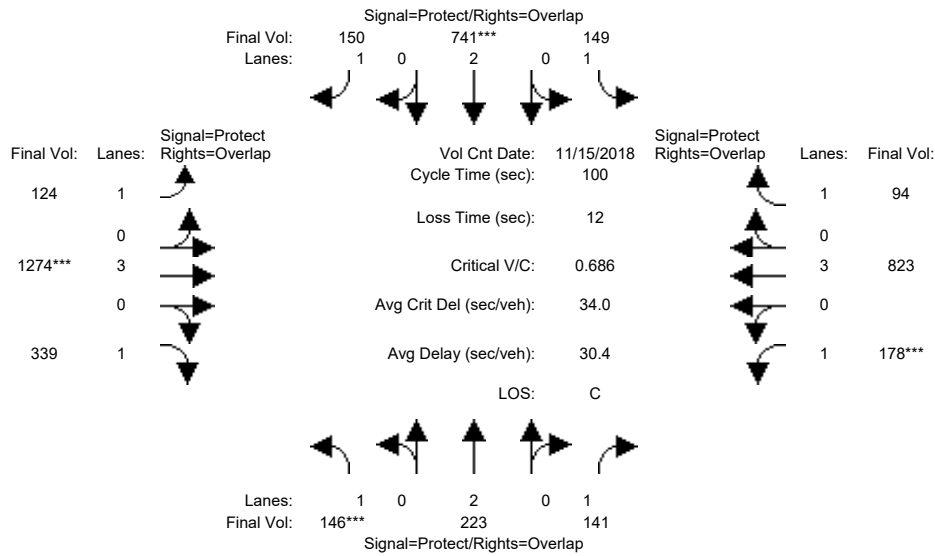 Signal=Protect/Rights=Overlap
Final Vol: 150 741*** 149
Lanes: 1 0 2 0 1
Signal=Protect Signal=Protect
Final Vol: Lanes: Rights=Overlap Vol Cnt Date: 11/15/2018 Rights=Overlap Lanes: Final Vol:
Cycle Time (sec): 100
124 1 1 94
Loss Time (sec): 12
0 0
1274*** 3 Critical V/C: 0.686 3 823
0 Avg Crit Del (sec/veh): 34.0 0
339 1 Avg Delay (sec/veh): 30.4 1 178***
LOS: C
Lanes: 1 0 2 0 1
Final Vol: 146*** 223 141
Signal=Protect/Rights=Overlap